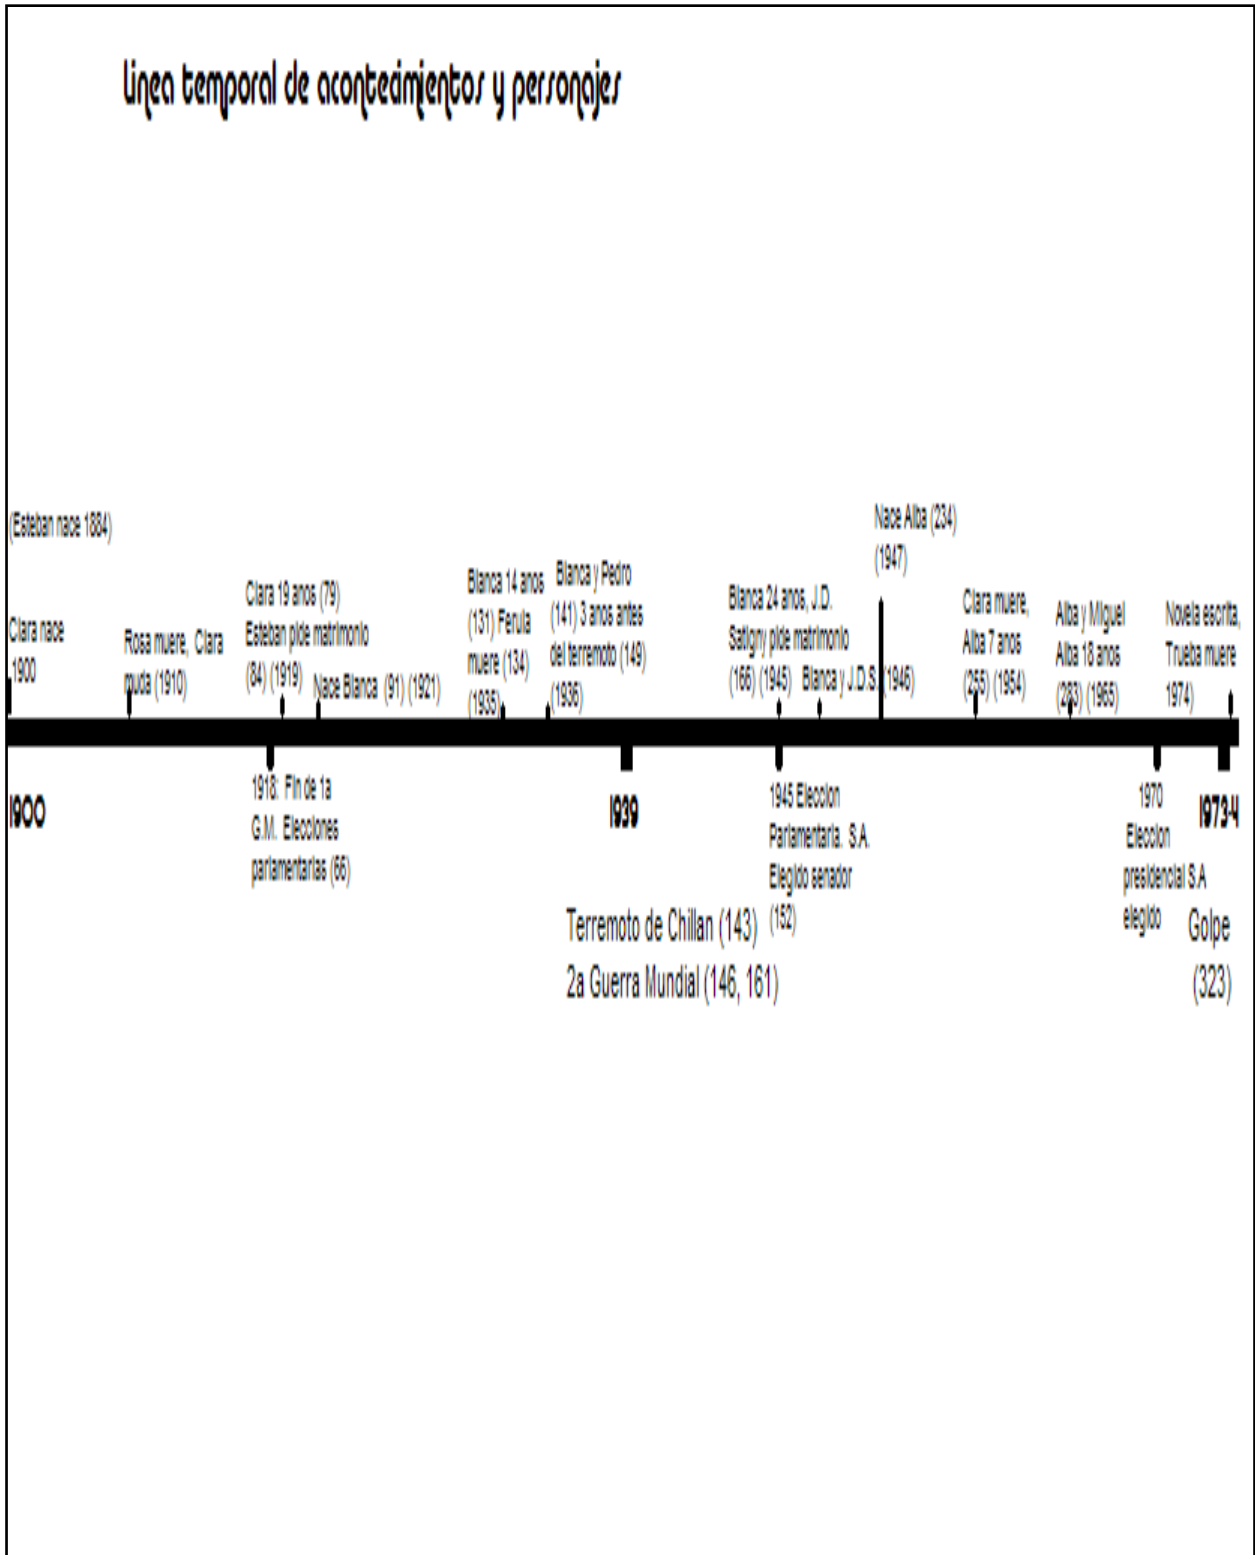 Linea temporal de acontecimientos y personajes
(Esteban nace 1884)
Clara nace
1900
Rosa muere, Clara
muda (1910)
Clara 19 anos (79)
Esteban pide matrimonio
(84) (1919)
Nace Blanca (91) (1921)
Blanca 14 anos
(131) Ferula
muere (134)
(1935)
Blanca y Pedro
(141) 3 anos antes
del terremoto (149)
(1936)
Blanca 24 anos, J.D.
Satigny pide matrimonio
(166) (1945)
Blanca y J.D.S. (1946)
Nace Alba (234)
(1947)
Clara muere,
Alba 7 anos
(255) (1954)
Alba y Miguel
Alba 18 anos
(283) (1965)
Novela escrita,
Trueba muere
1974)
1900
1918: Fin de 1a
G.M. Elecciones
parlamentarias (66)
1939
Terremoto de Chillan (143)
2a Guerra Mundial (146, 161)
1945 Eleccion
Parlamentaria. S.A.
Elegido senador
(152)
1970
Eleccion
presidencial S.A
elegido
1973-4
Golpe
(323)